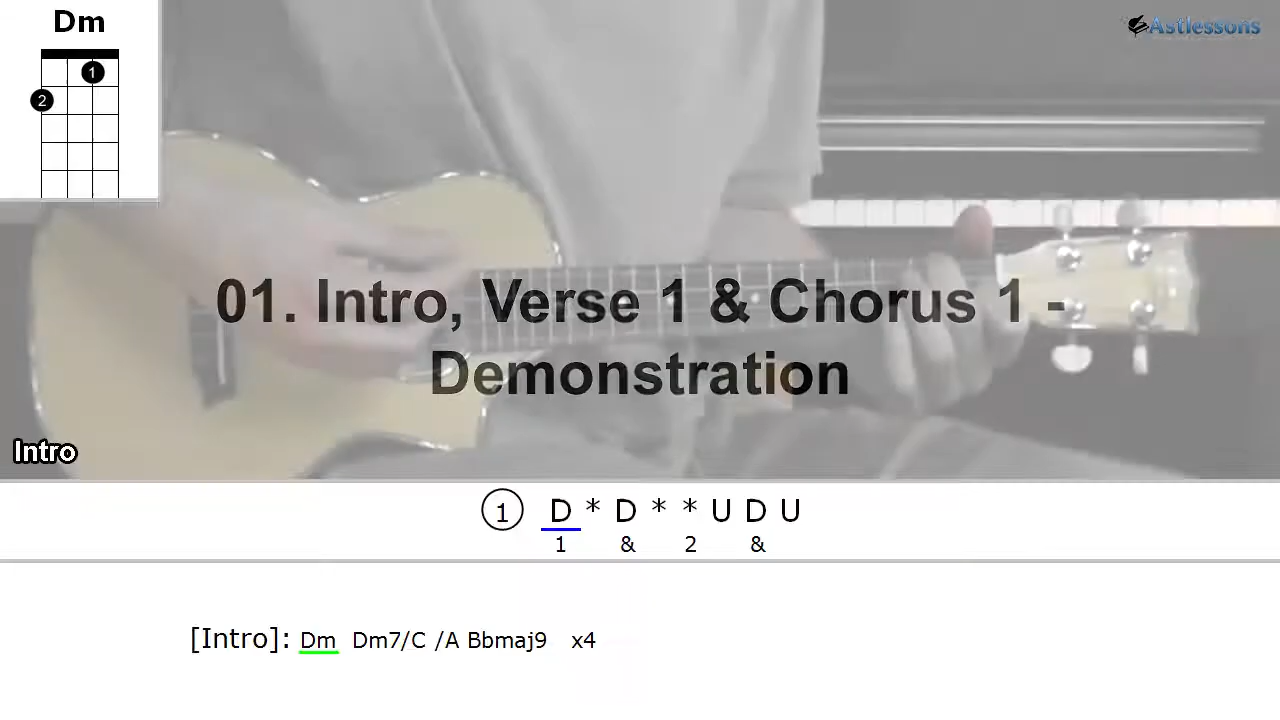 Dm
1
2
Astlessons
01. Intro, Verse 1 & Chorus 1 -
Demonstration
Intro
1 D * D * * U D U
1 & 2 &
[Intro]: Dm Dm7/C /A Bbmaj9 x4